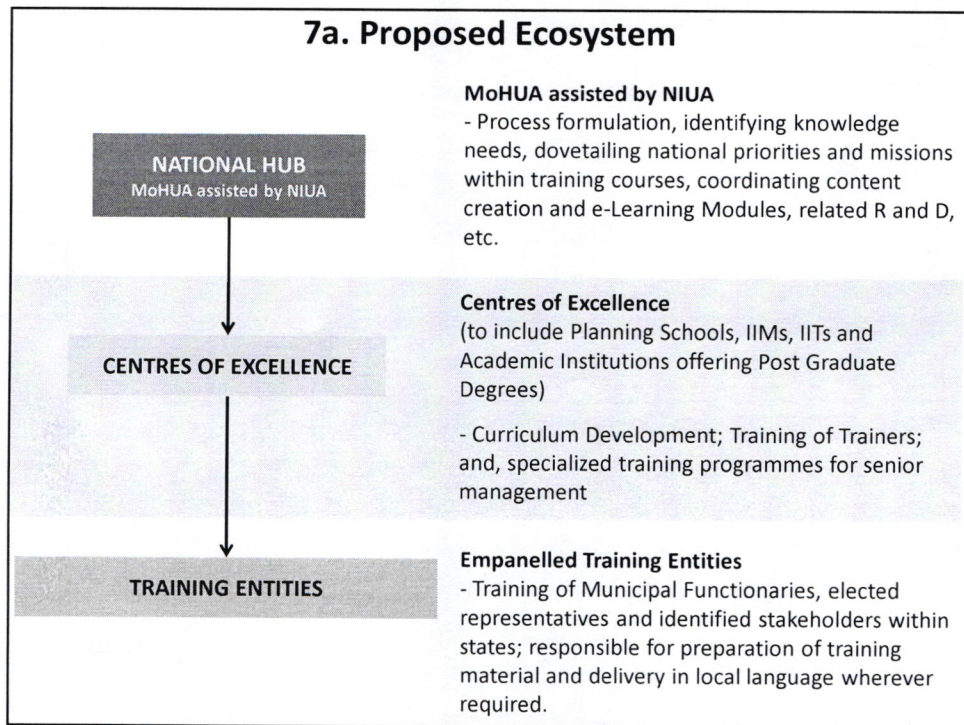 7a. Proposed Ecosystem
NATIONAL HUB
MoHUA assisted by NIUA
MoHUA assisted by NIUA
- Process formulation, identifying knowledge
needs, dovetailing national priorities and missions
within training courses, coordinating content
creation and e-Learning Modules, related R and D,
etc.
CENTRES OF EXCELLENCE
Centres of Excellence
(to include Planning Schools, IIMs, IITs and
Academic Institutions offering Post Graduate
Degrees)
- Curriculum Development; Training of Trainers;
and, specialized training programmes for senior
management
TRAINING ENTITIES
Empanelled Training Entities
- Training of Municipal Functionaries, elected
representatives and identified stakeholders within
states; responsible for preparation of training
material and delivery in local language wherever
required.